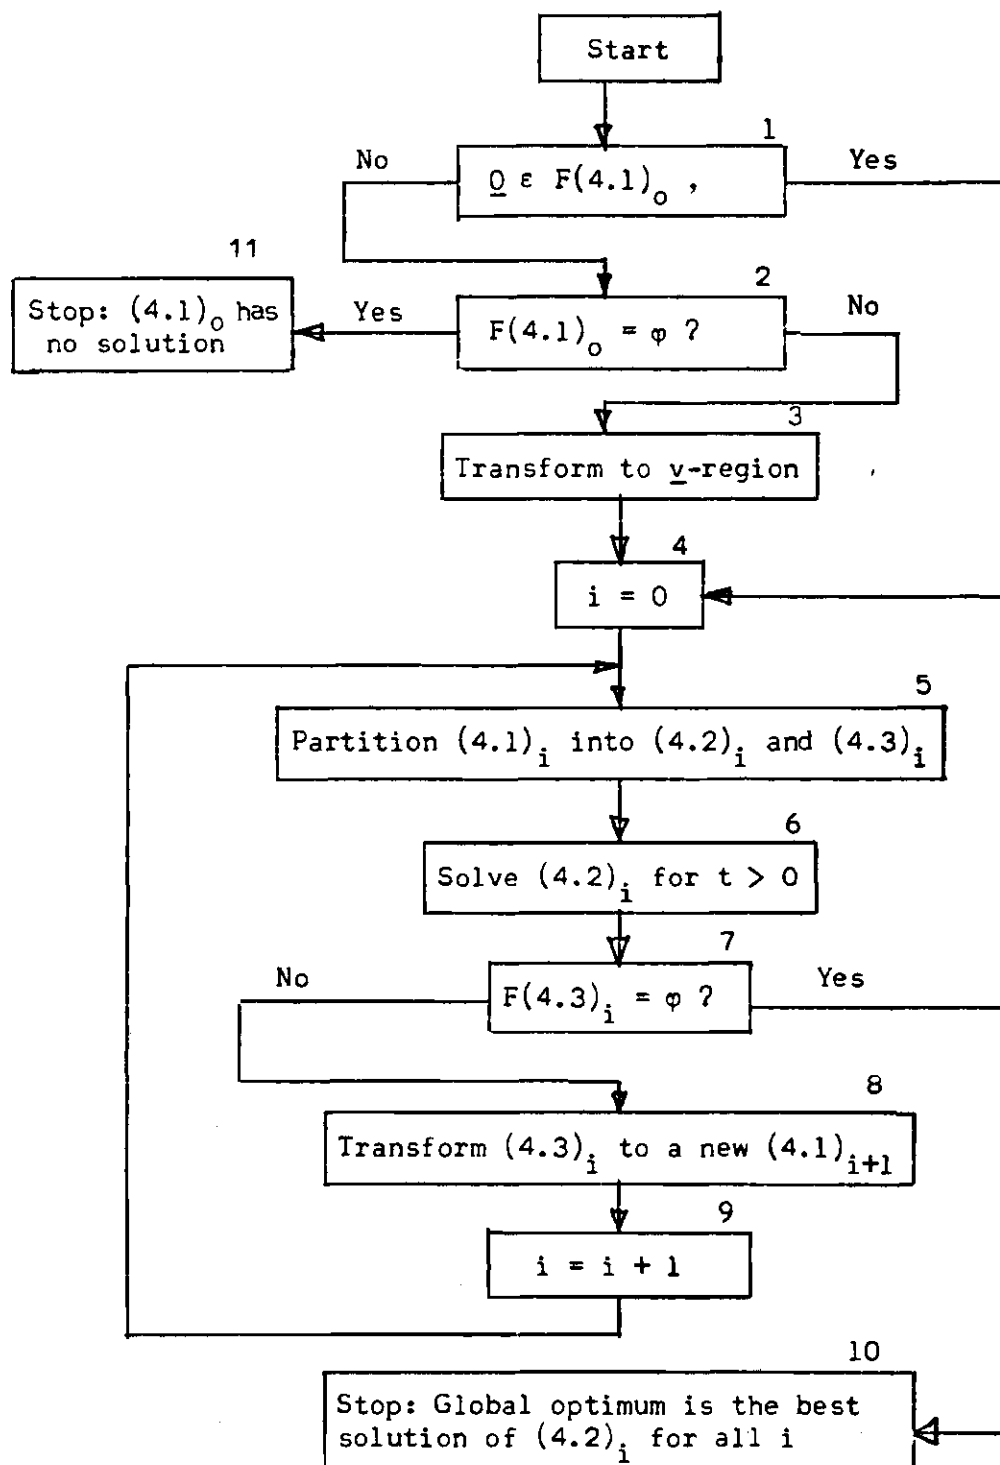 Start
1
No
0 ε F(4.1)o ,
Yes
11
2
Stop: (4.1)o has
no solution
Yes
F(4.1)o = φ ?
No
3
Transform to v-region
4
i = 0
5
Partition (4.1)i into (4.2)i and (4.3)i
6
Solve (4.2)i for t > 0
7
No
F(4.3)i = φ ?
Yes
8
Transform (4.3)i to a new (4.1)i+1
9
i = i + 1
10
Stop: Global optimum is the best
solution of (4.2)i for all i